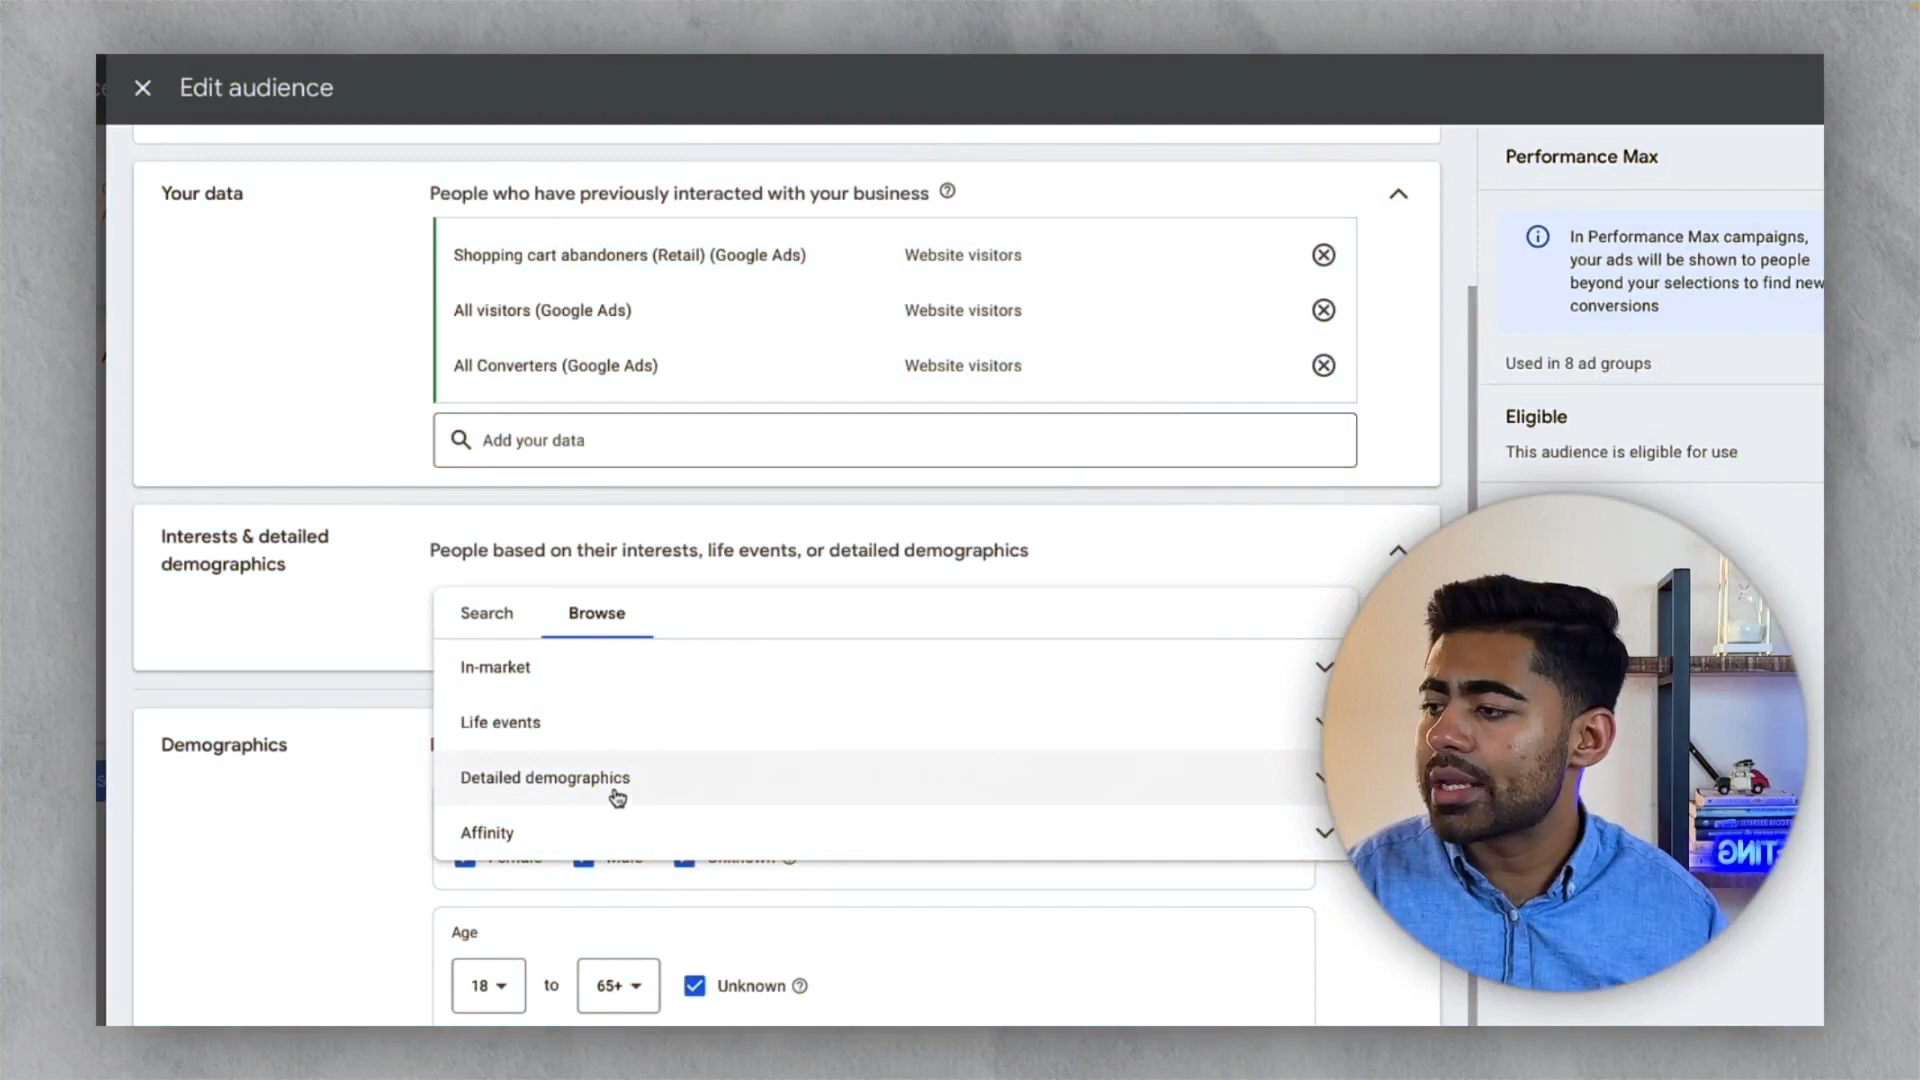 Edit audience
Your data
People who have previously interacted with your business
Shopping cart abandoners (Retail) (Google Ads)
Website visitors
All visitors (Google Ads)
Website visitors
All Converters (Google Ads)
Website visitors
Add your data
Interests & detailed
demographics
People based on their interests, life events, or detailed demographics
Search
Browse
In-market
Life events
Detailed demographics
Affinity
Demographics
Age
18
to
65+
Unknown
Performance Max
In Performance Max campaigns,
your ads will be shown to people
beyond your selections to find new
conversions
Used in 8 ad groups
Eligible
This audience is eligible for use